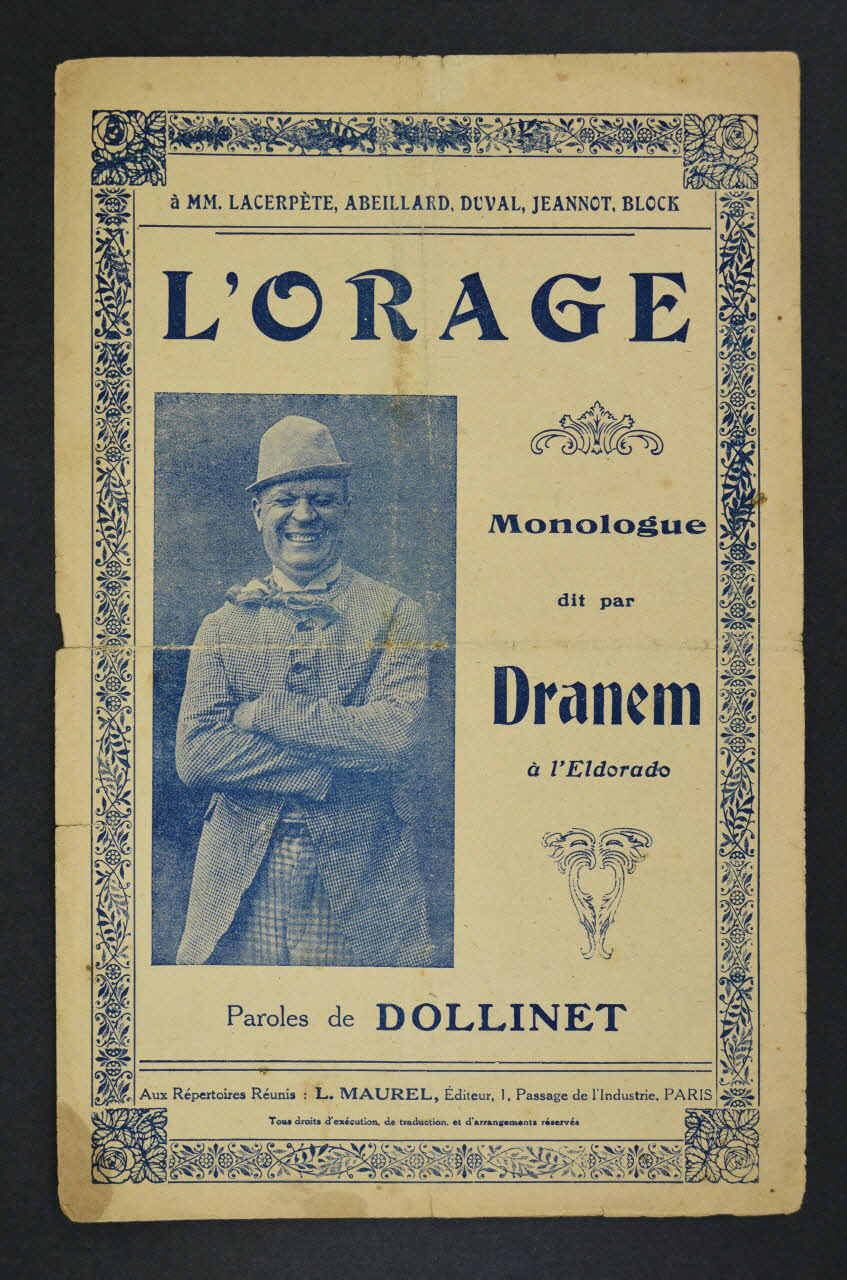 à MM. LACERPÈTE, ABEILLARD, DUVAL, JEANNOT, BLOCK
L'ORAGE
Monologue
dit par
Dranem
à l'Eldorado
Paroles de DOLLINET
Aux Répertoires Réunis : L. MAUREL, Éditeur, 1, Passage de l'Industrie, PARIS
Tous droits d'exécution, de traduction, et d'arrangements réservés